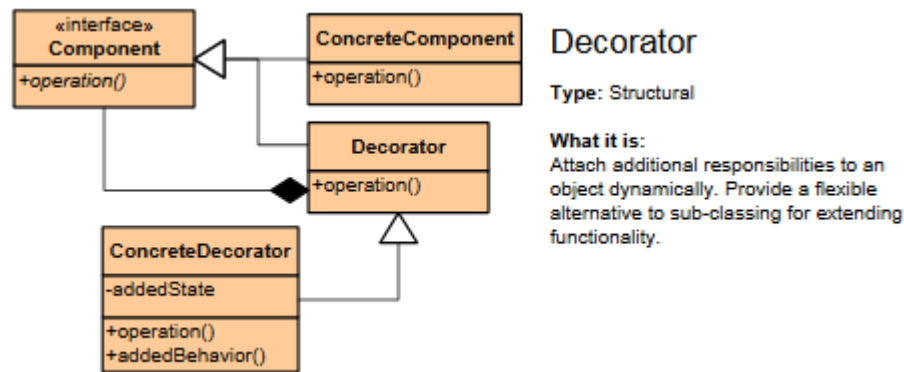 «interface»
Component
+operation()
ConcreteComponent
+operation()
Decorator
+operation()
ConcreteDecorator
-addedState
+operation()
+addedBehavior()
Decorator
Type: Structural
What it is:
Attach additional responsibilities to an
object dynamically. Provide a flexible
alternative to sub-classing for extending
functionality.